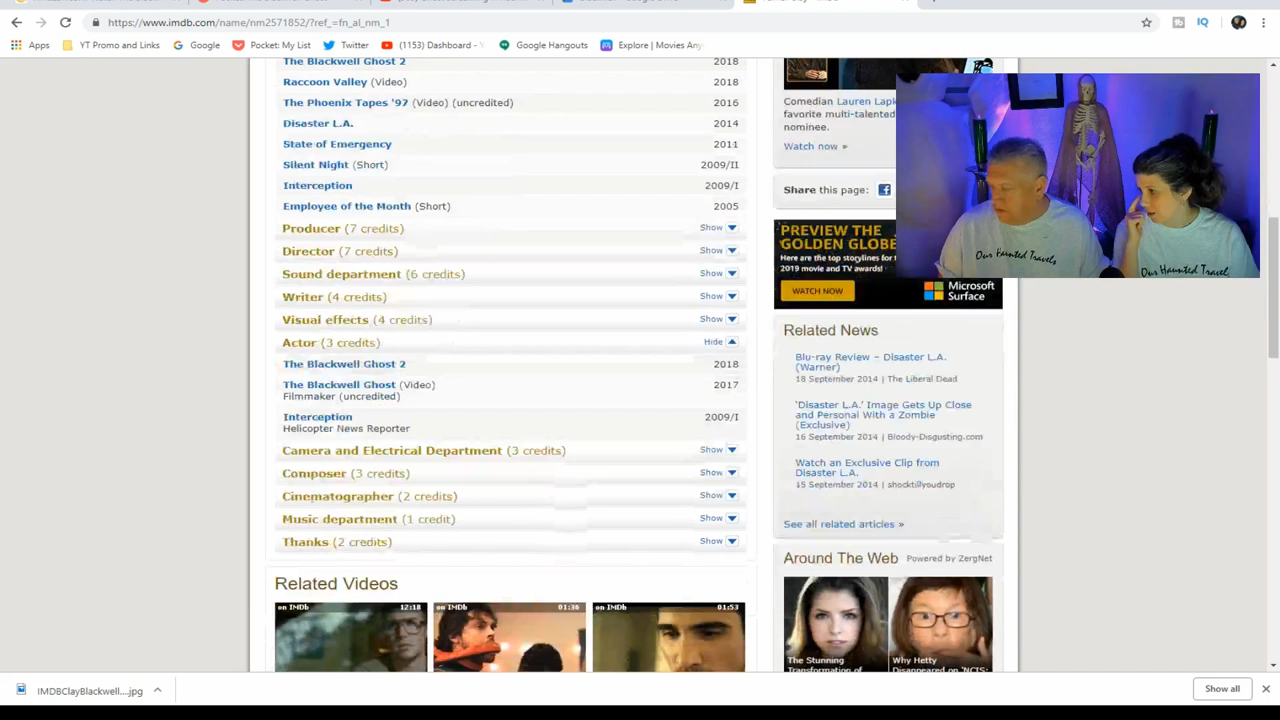 https://www.imdb.com/name/nm2571852/?ref_=fn_al_nm_1
Apps
YT Promo and Links
Google
Pocket: My List
Twitter
(1153) Dashboard -
Google Hangouts
Explore | Movies Any
The Blackwell Ghost 2 2018
Raccoon Valley (Video) 2018
The Phoenix Tapes '97 (Video) (uncredited) 2016
Disaster L.A. 2014
State of Emergency 2011
Silent Night (Short) 2009/II
Interception 2009/I
Employee of the Month (Short) 2005
Producer (7 credits) Show
Director (7 credits) Show
Sound department (6 credits) Show
Writer (4 credits) Show
Visual effects (4 credits) Show
Actor (3 credits) Hide
The Blackwell Ghost 2 2018
The Blackwell Ghost (Video) 2017
Filmmaker (uncredited)
Interception 2009/I
Helicopter News Reporter
Camera and Electrical Department (3 credits) Show
Composer (3 credits) Show
Cinematographer (2 credits) Show
Music department (1 credit) Show
Thanks (2 credits) Show
Related Videos
on IMDb 12:18
on IMDb 01:36
on IMDb 01:53
Comedian Lauren Lapk
favorite multi-talented
nominee.
Watch now »
Share this page:
PREVIEW THE
GOLDEN GLOBE
Here are the top storylines for
2019 movie and TV awards!
WATCH NOW
Microsoft
Surface
Our Haunted Travels
Our Haunted Travel
Related News
Blu-ray Review – Disaster L.A.
(Warner)
18 September 2014 | The Liberal Dead
'Disaster L.A.' Image Gets Up Close
and Personal With a Zombie
(Exclusive)
16 September 2014 | Bloody-Disgusting.com
Watch an Exclusive Clip from
Disaster L.A.
15 September 2014 | shocktillyoudrop
See all related articles »
Around The Web Powered by ZergNet
The Stunning
Transformation of
Why Hetty
Disappeared on 'NCIS:
IMDBClayBlackwell....jpg
Show all